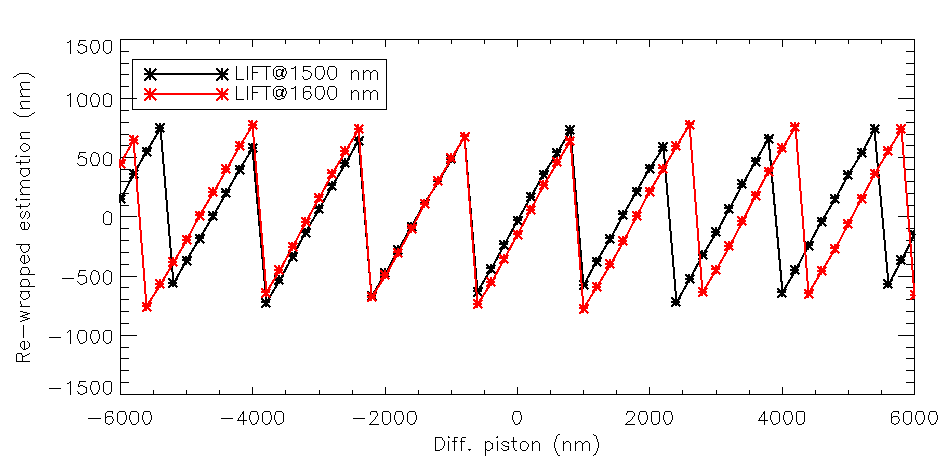 1500
1000
500
0
−500
−1000
−1500
Re−wrapped estimation (nm)
LIFT@1500 nm
LIFT@1600 nm
−6000 −4000 −2000 0 2000 4000 6000
Diff. piston (nm)